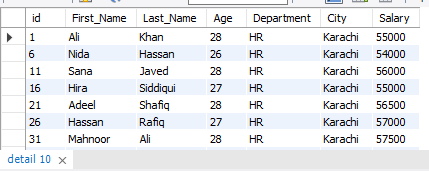 id First_Name Last_Name Age Department City Salary
1 Ali Khan 28 HR Karachi 55000
6 Nida Hassan 26 HR Karachi 54000
11 Sana Javed 28 HR Karachi 56000
16 Hira Siddiqui 27 HR Karachi 55000
21 Adeel Shafiq 28 HR Karachi 56500
26 Hassan Rafiq 27 HR Karachi 57000
31 Mahnoor Ali 28 HR Karachi 57500
detail 10